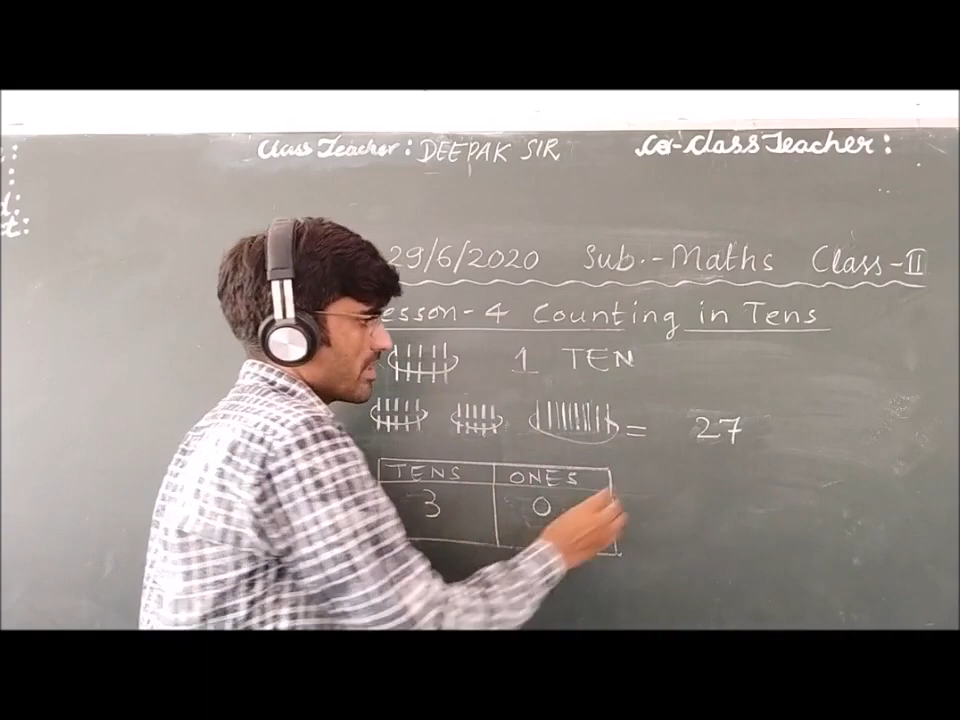 Class Teacher : DEEPAK SIR Co-Class Teacher :
29/6/2020 Sub.-Maths Class-II
esson-4 Counting in Tens
1 TEN
= 27
TENS ONES
3 0